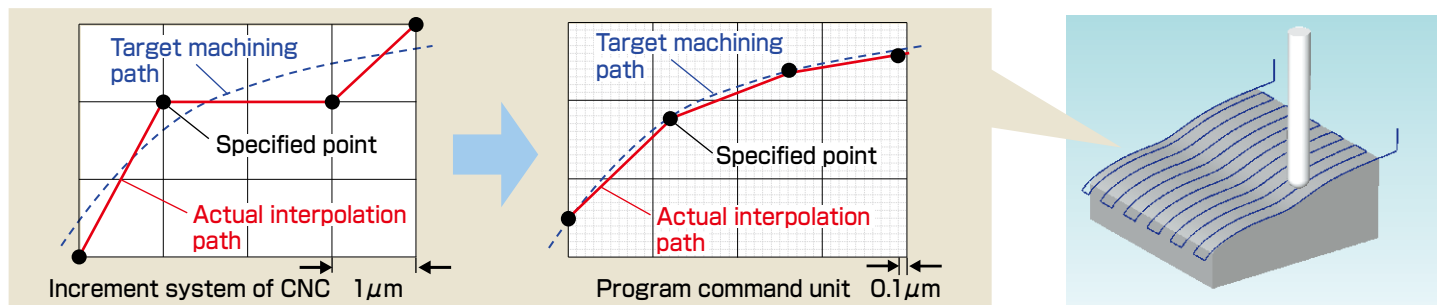 Target machining
path
Specified point
Actual interpolation
path
Increment system of CNC 1μm
Target machining
path
Specified point
Actual interpolation
path
Program command unit 0.1μm